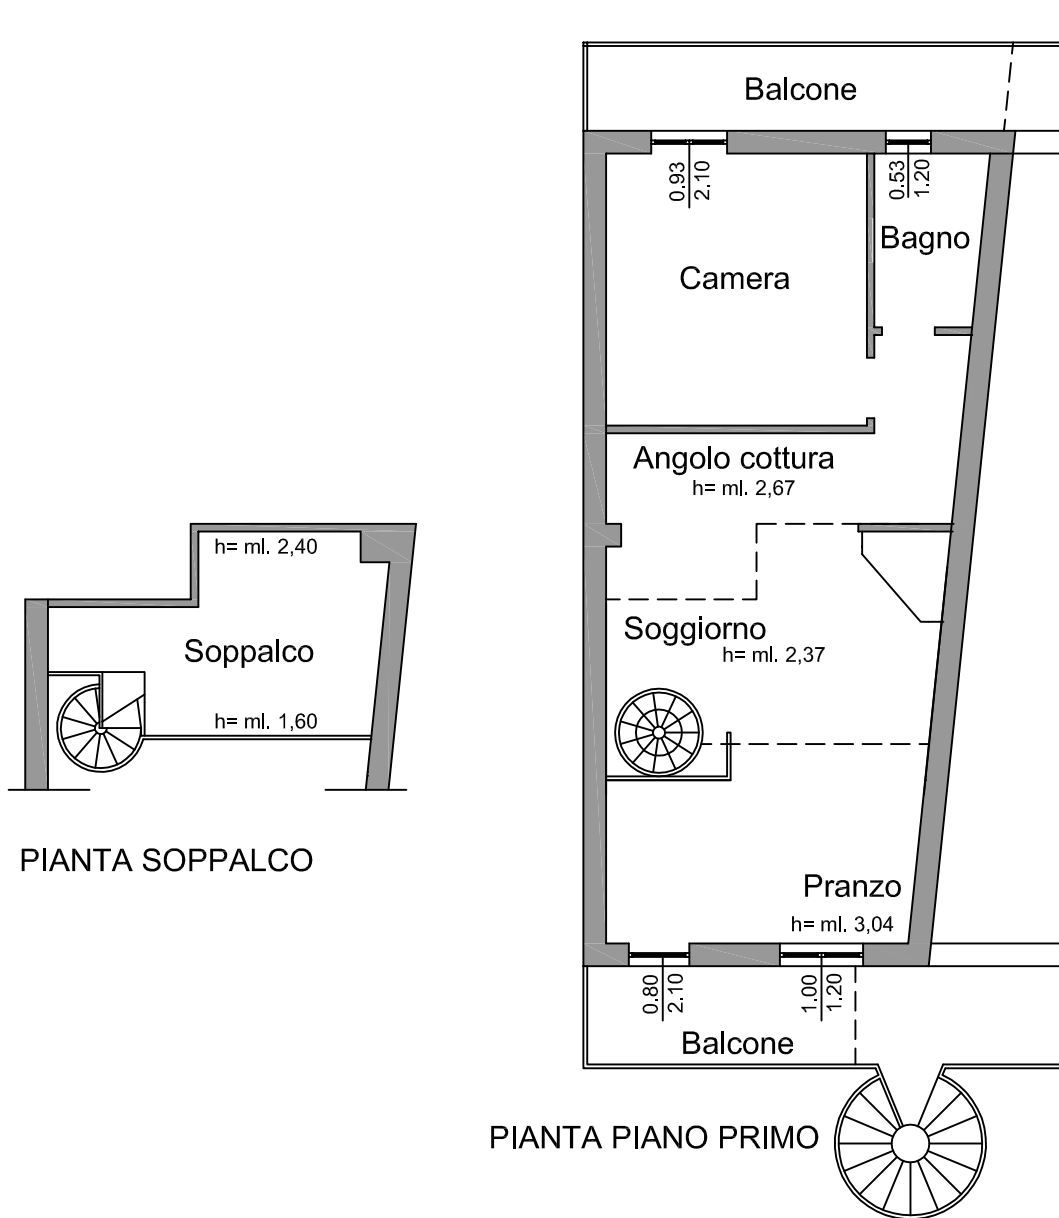 Balcone
0.93
2.10
0.53
1.20
Bagno
Camera
Angolo cottura
h= ml. 2,67
h= ml. 2,40
Soppalco
h= ml. 1,60
PIANTA SOPPALCO
Soggiorno
h= ml. 2,37
Pranzo
h= ml. 3,04
0.80
2.10
1.00
1.20
Balcone
PIANTA PIANO PRIMO